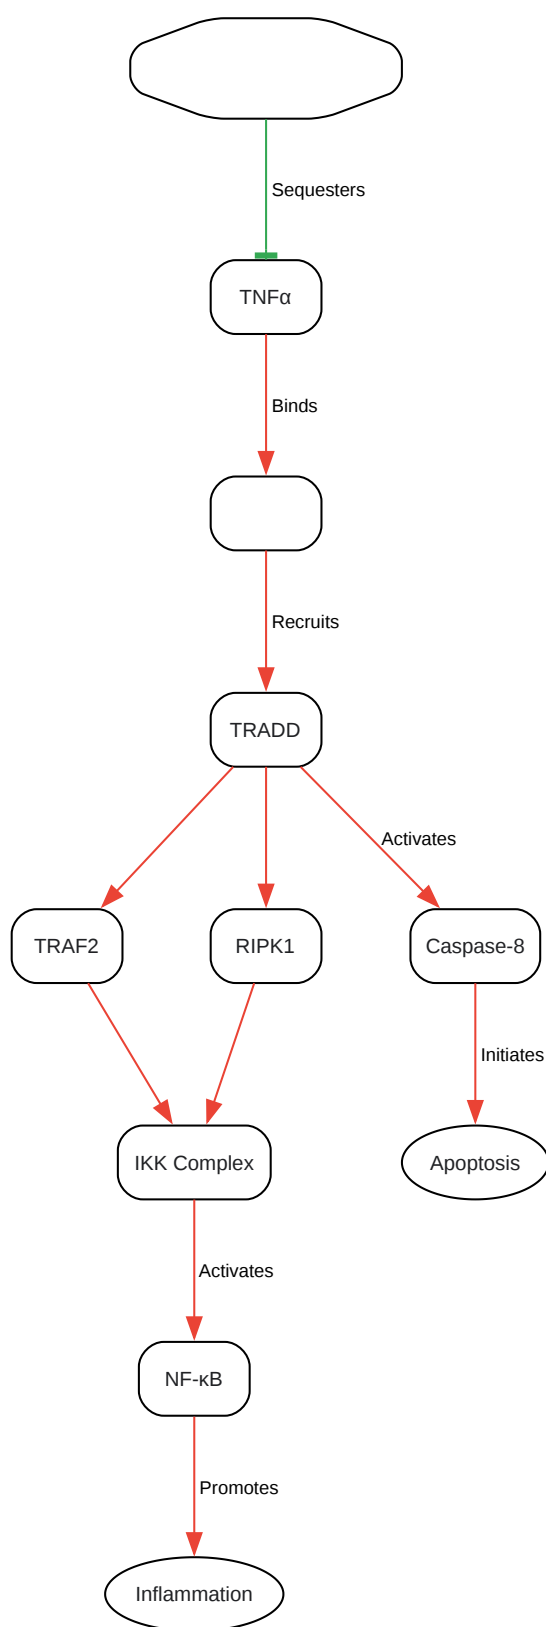 Sequesters
TNFα
Binds
Recruits
TRADD
Activates
TRAF2
RIPK1
Caspase-8
Initiates
IKK Complex
Apoptosis
Activates
NF-κB
Promotes
Inflammation